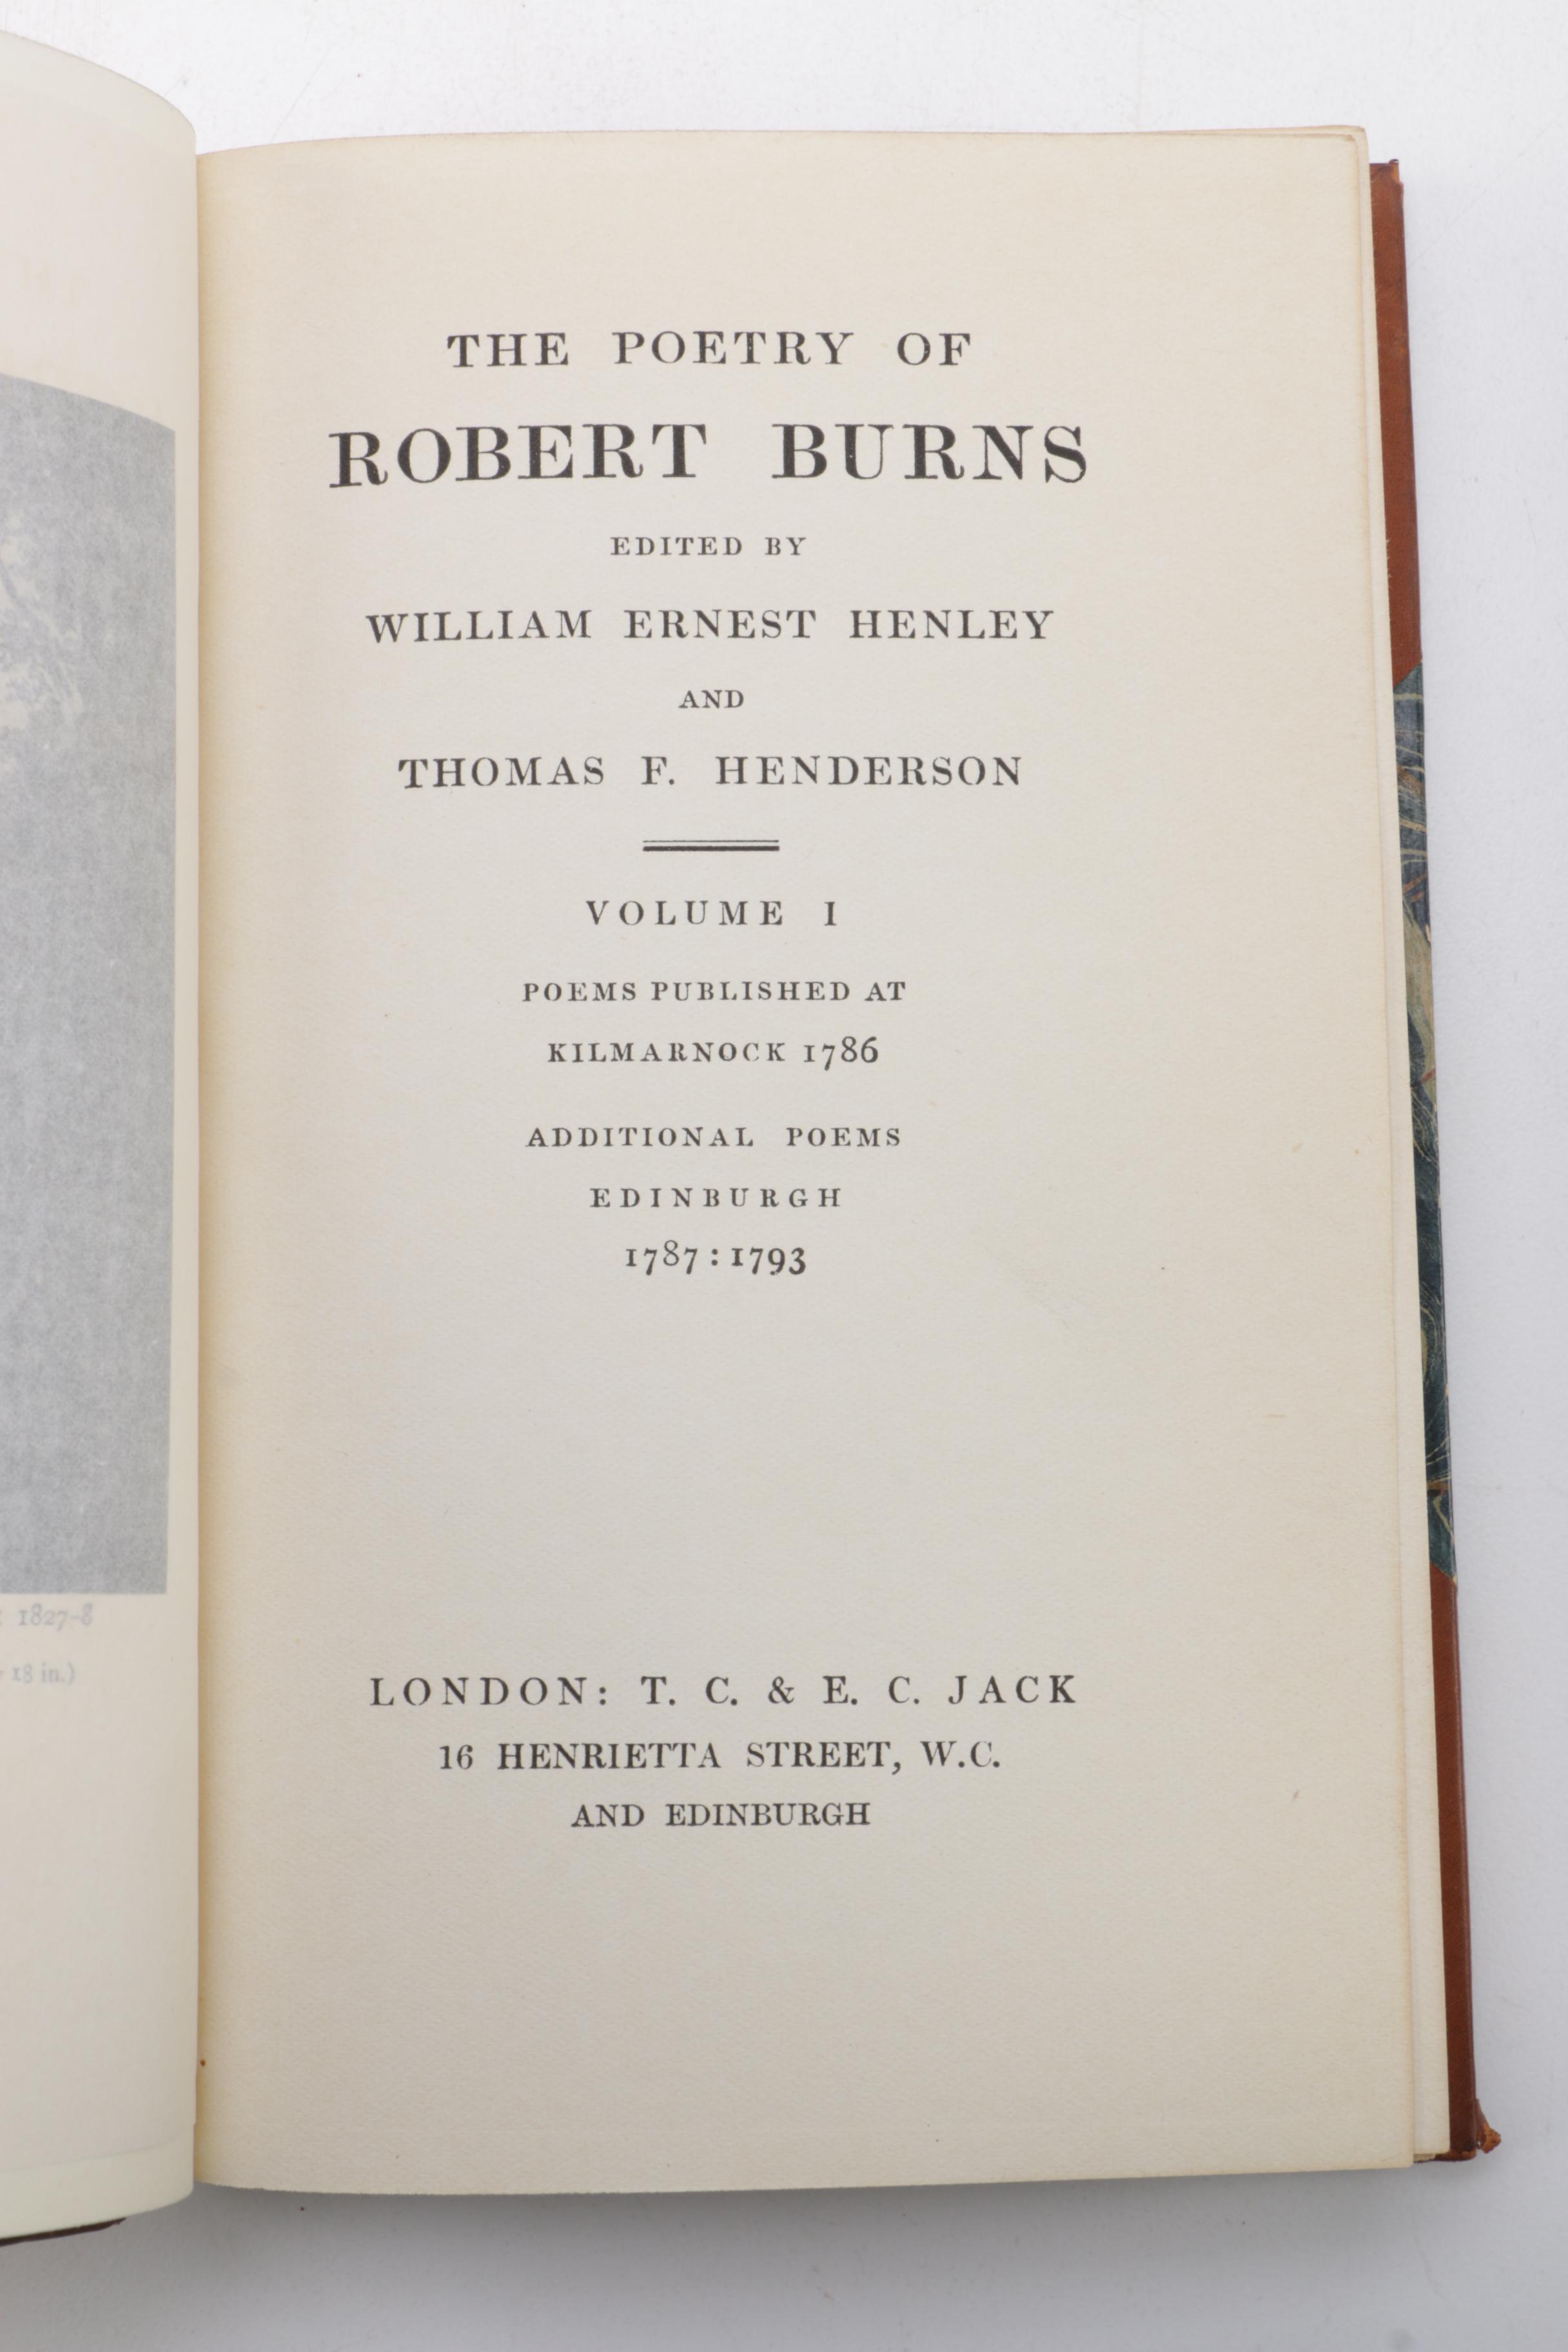 1827-8
18 in.)
THE POETRY OF
ROBERT BURNS
EDITED BY
WILLIAM ERNEST HENLEY
AND
THOMAS F. HENDERSON
VOLUME I
POEMS PUBLISHED AT
KILMARNOCK 1786
ADDITIONAL POEMS
EDINBURGH
1787 : 1793
LONDON: T. C. & E. C. JACK
16 HENRIETTA STREET, W.C.
AND EDINBURGH